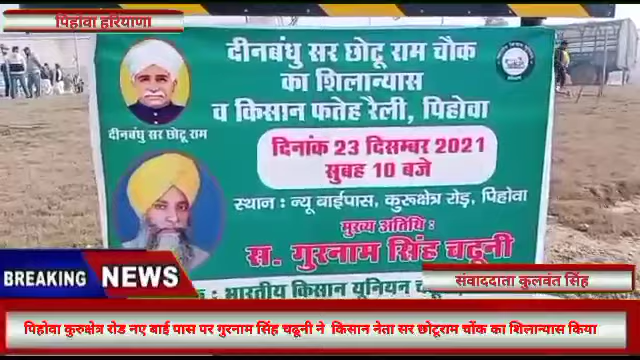 पिहोवा हरियाणा
दीनबंधु सर छोटू राम चौक
का शिलान्यास
व किसान फतेह रैली, पिहोवा
दीनबंधु सर छोटू राम
दिनांक 23 दिसम्बर 2021
सुबह 10 बजे
स्थान : न्यू बाईपास, कुरूक्षेत्र रोड़, पिहोवा
मुख्य अतिथि :
स. गुरनाम सिंह चढूनी
: भारतीय किसान यूनियन
BREAKING NEWS
संवाददाता कुलवंत सिंह
पिहोवा कुरुक्षेत्र रोड नए बाई पास पर गुरनाम सिंह चढूनी ने किसान नेता सर छोटूराम चोंक का शिलान्यास किया